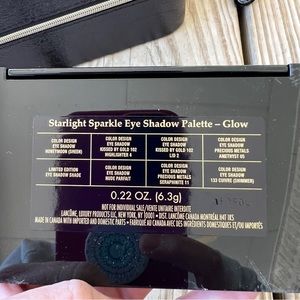 Starlight Sparkle Eye Shadow Palette – Glow
COLOR DESIGN
EYE SHADOW
HONEYMOON (SHEEN)
COLOR DESIGN
EYE SHADOW
KISSED BY GOLD 102
HIGHLIGHTER 4
COLOR DESIGN
EYE SHADOW
KISSED BY GOLD 102
LID 2
COLOR DESIGN
EYE SHADOW
PRECIOUS METALS
AMETHYST 05
LIMITED EDITION
EYE SHADOW SHADE
COLOR DESIGN
EYE SHADOW
NUDE PARFAIT
COLOR DESIGN
EYE SHADOW
PRECIOUS METALS
SERAPHINITE 11
COLOR DESIGN
EYE SHADOW
133 CUIVRE (SHIMMER)
0.22 OZ. (6.3g)
NOT FOR INDIVIDUAL SALE/VENTE UNITAIRE INTERDITE
LANCÔME, LUXURY PRODUCTS LLC, NEW YORK, NY 10001 - DIST. LANCÔME CANADA MONTRÉAL H4T 1K5
MADE IN CANADA WITH IMPORTED AND DOMESTIC PARTS • FABRIQUÉ AU CANADA AVEC DES INGRÉDIENTS DOMESTIQUES ET/OU IMPORTÉS